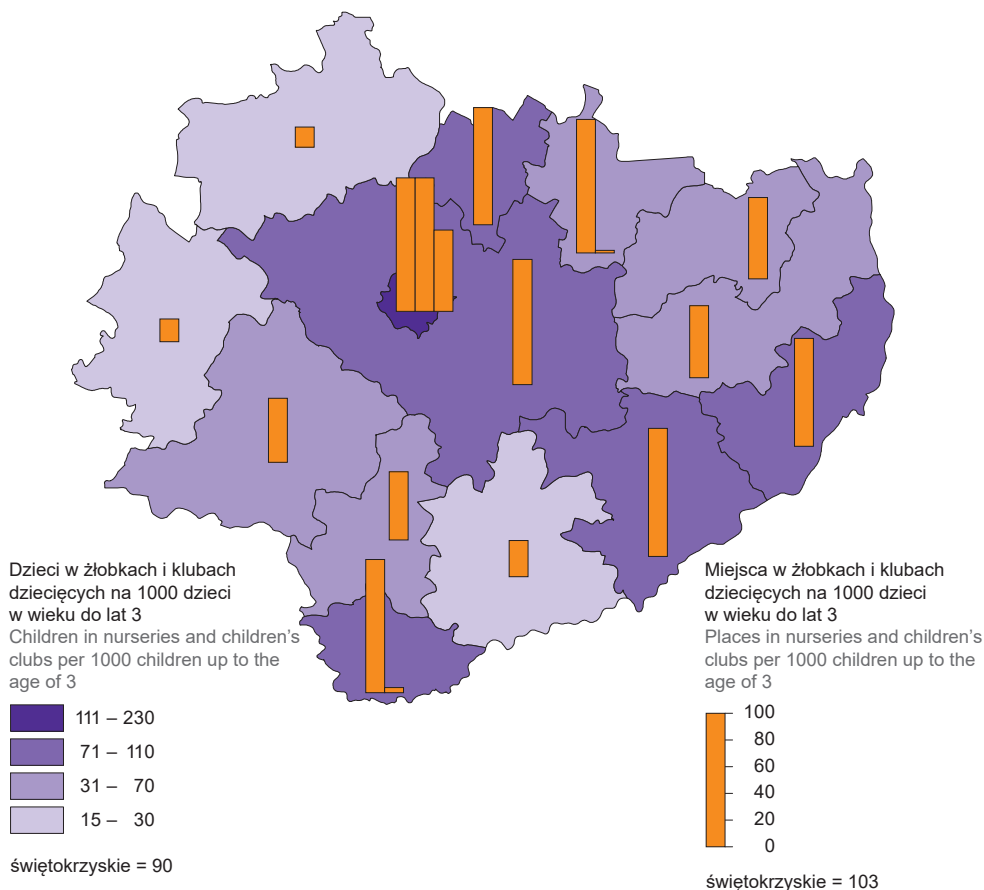 Dzieci w żłobkach i klubach
dziecięcych na 1000 dzieci
w wieku do lat 3
Children in nurseries and children's
clubs per 1000 children up to the
age of 3
111 – 230
71 – 110
31 – 70
15 – 30
świętokrzyskie = 90
Miejsca w żłobkach i klubach
dziecięcych na 1000 dzieci
w wieku do lat 3
Places in nurseries and children's
clubs per 1000 children up to the
age of 3
100
80
60
40
20
0
świętokrzyskie = 103